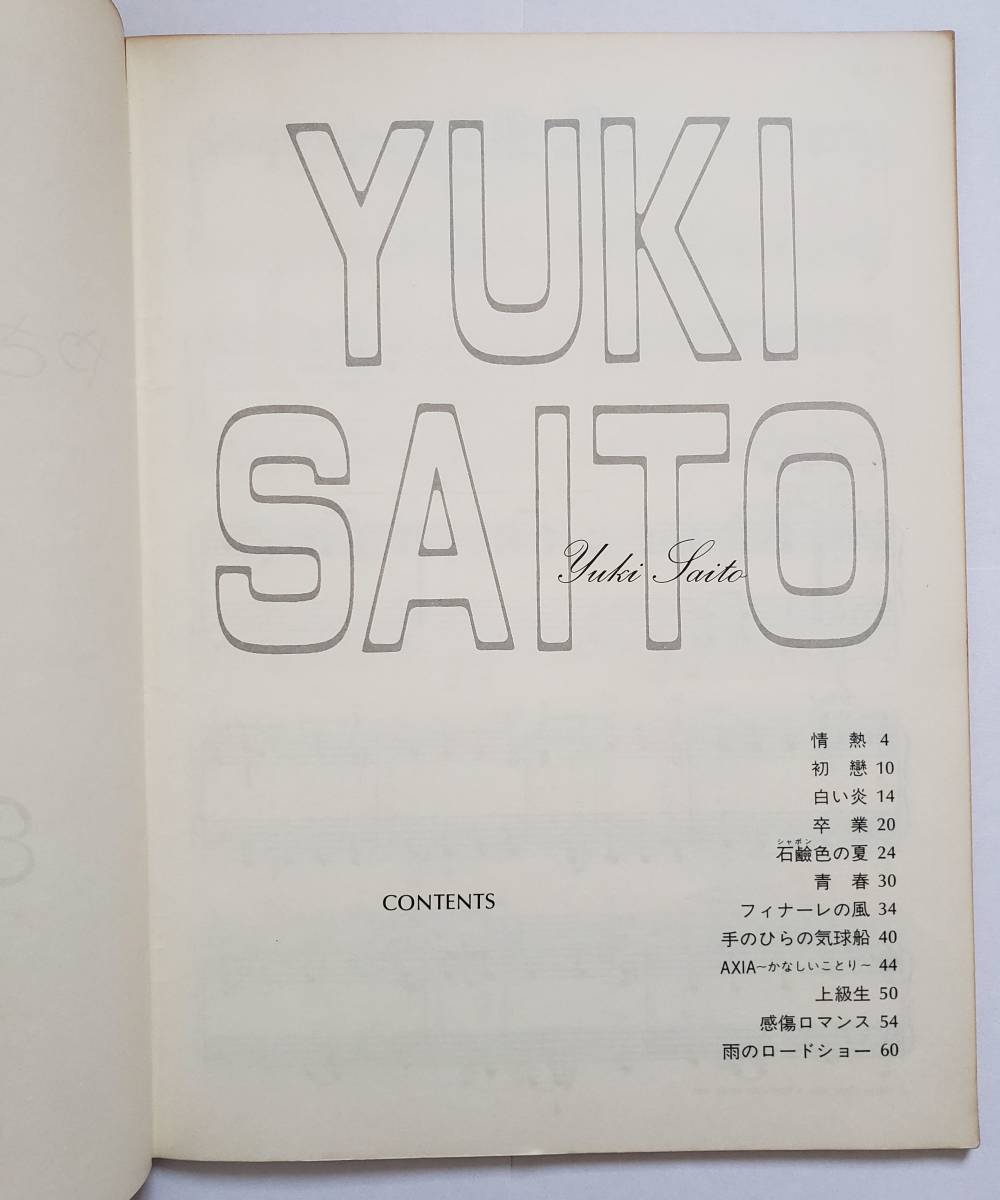 YUKI
SAITO
Yuki Saito
CONTENTS
情熱 4
初戀 10
白い炎 14
卒業 20
シャボン
石鹼色の夏 24
青春 30
フィナーレの風 34
手のひらの気球船 40
AXIA〜かなしいことり〜 44
上級生 50
感傷ロマンス 54
雨のロードショー 60